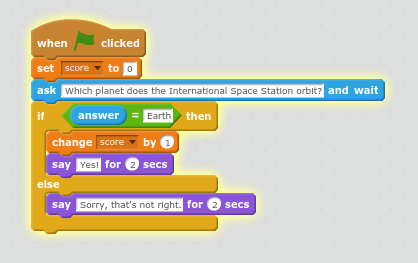 when clicked
set score to 0
ask Which planet does the International Space Station orbit? and wait
if answer = Earth then
change score by 1
say Yes! for 2 secs
else
say Sorry, that's not right. for 2 secs